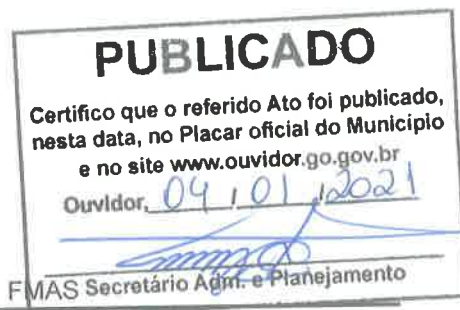 PUBLICADO
Certifico que o referido Ato foi publicado,
nesta data, no Placar oficial do Município
e no site www.ouvidor.go.gov.br
Ouvidor, 04 / 01 / 2021
FMAS Secretário Adm. e Planejamento